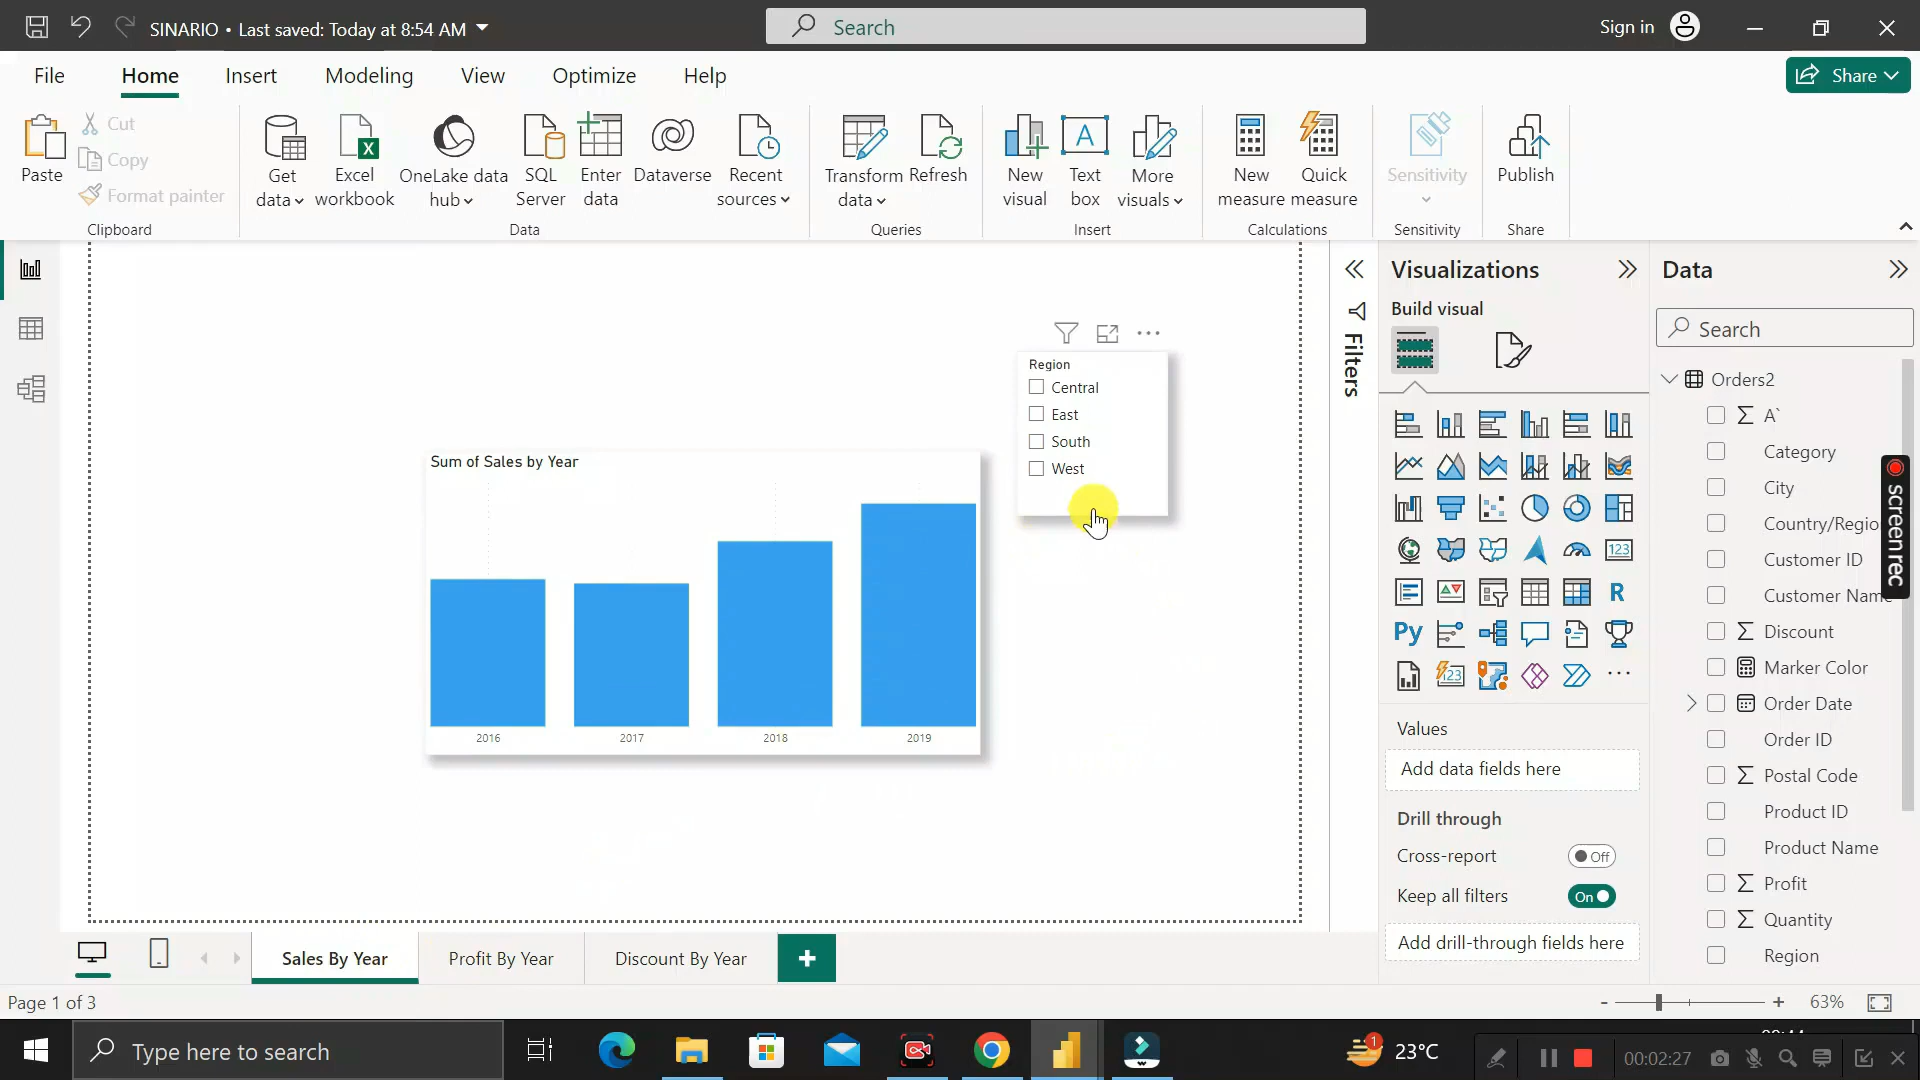 SINARIO • Last saved: Today at 8:54 AM
Search
Sign in
File
Home
Insert
Modeling
View
Optimize
Help
Share
Paste
Cut
Copy
Format painter
Clipboard
Get data
Excel workbook
OneLake data hub
SQL Server
Enter data
Dataverse
Recent sources
Data
Transform data
Refresh
Queries
New visual
Text box
More visuals
Insert
New measure
Quick measure
Calculations
Sensitivity
Sensitivity
Publish
Share
Region
Central
East
South
West
Sum of Sales by Year
2016
2017
2018
2019
Filters
Visualizations
Build visual
123
R
Py
123
Values
Add data fields here
Drill through
Cross-report
Off
Keep all filters
On
Add drill-through fields here
Data
Search
Orders2
A`
Category
City
Country/Regio
Customer ID
Customer Name
Discount
Marker Color
Order Date
Order ID
Postal Code
Product ID
Product Name
Profit
Quantity
Region
screen rec
Sales By Year
Profit By Year
Discount By Year
Page 1 of 3
63%
Type here to search
1
23°C
00:02:27